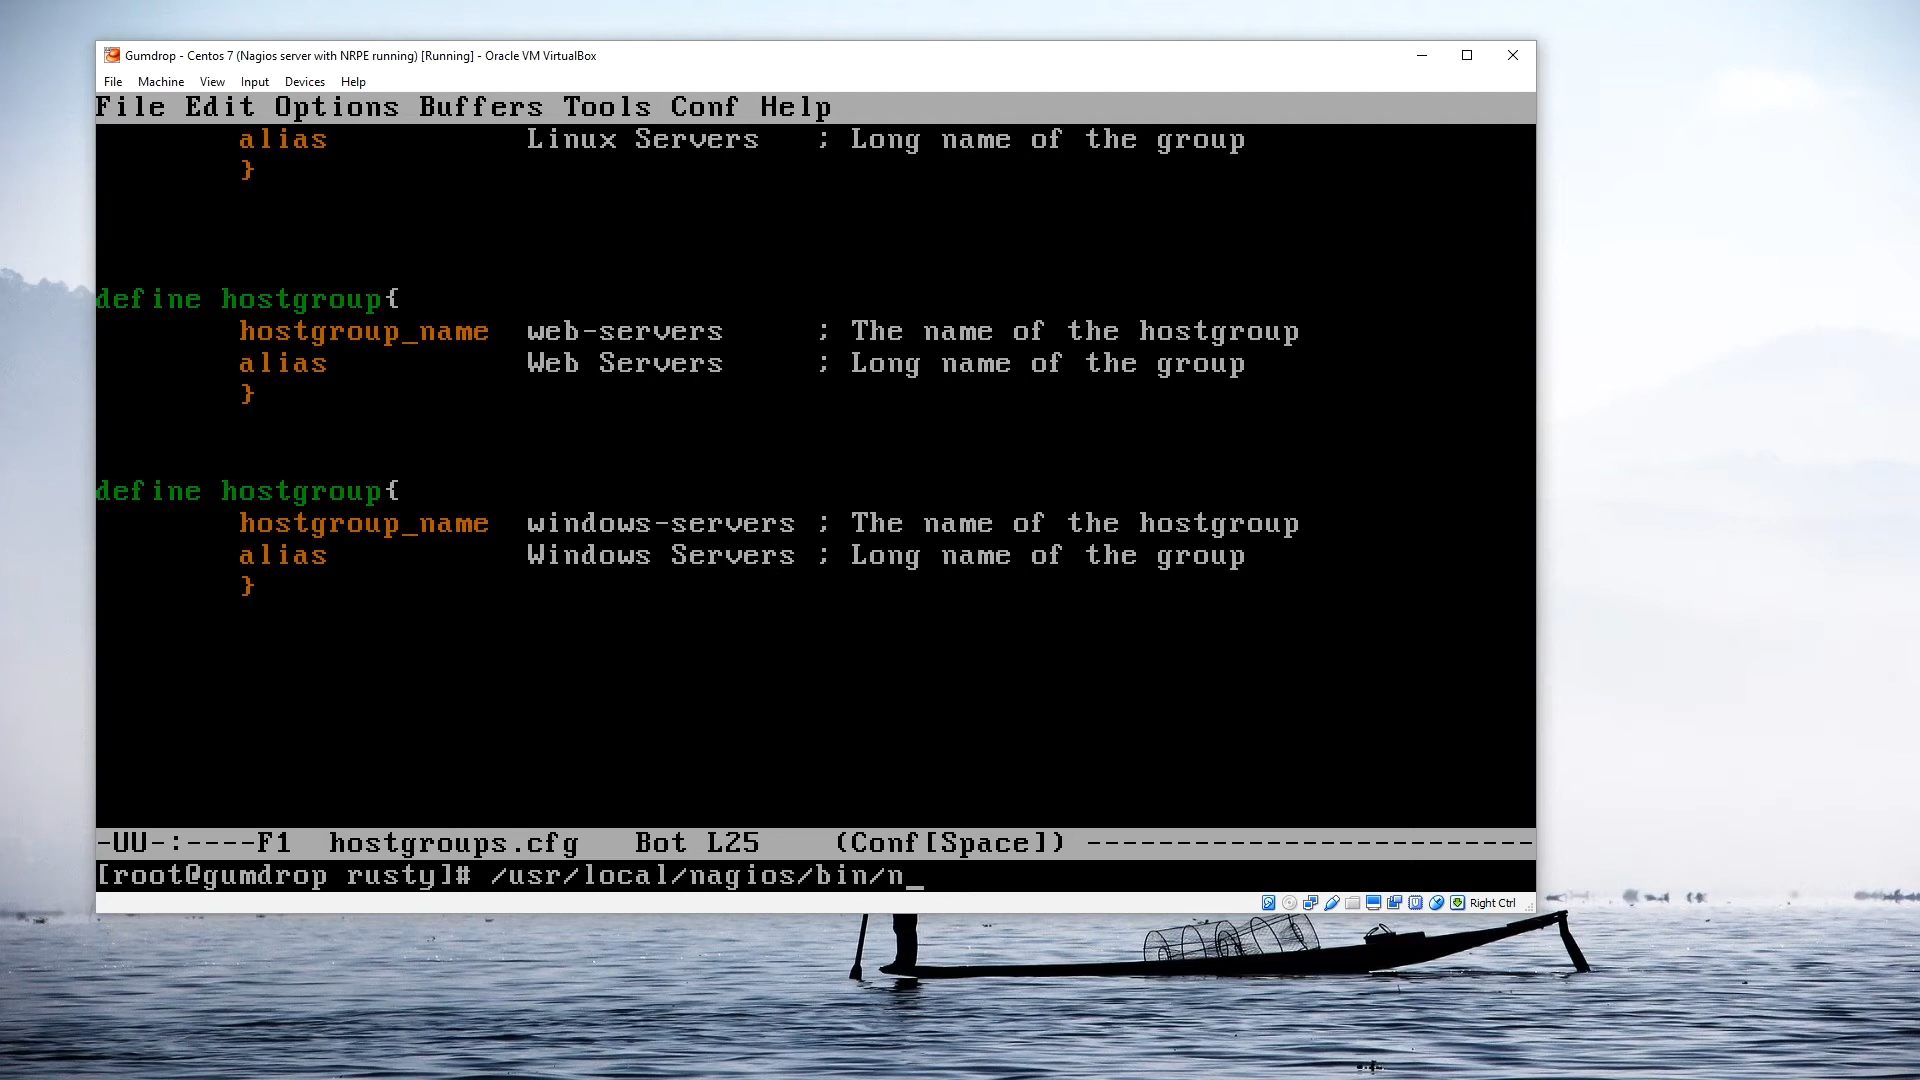 Gumdrop - Centos 7 (Nagios server with NRPE running) [Running] - Oracle VM VirtualBox
File Machine View Input Devices Help
File Edit Options Buffers Tools Conf Help
alias Linux Servers ; Long name of the group
}
define hostgroup{
hostgroup_name web-servers ; The name of the hostgroup
alias Web Servers ; Long name of the group
}
define hostgroup{
hostgroup_name windows-servers ; The name of the hostgroup
alias Windows Servers ; Long name of the group
}
-UU-:----F1 hostgroups.cfg Bot L25 (Conf[Space]) -------------------------
[root@gumdrop rusty]# /usr/local/nagios/bin/n_
Right Ctrl